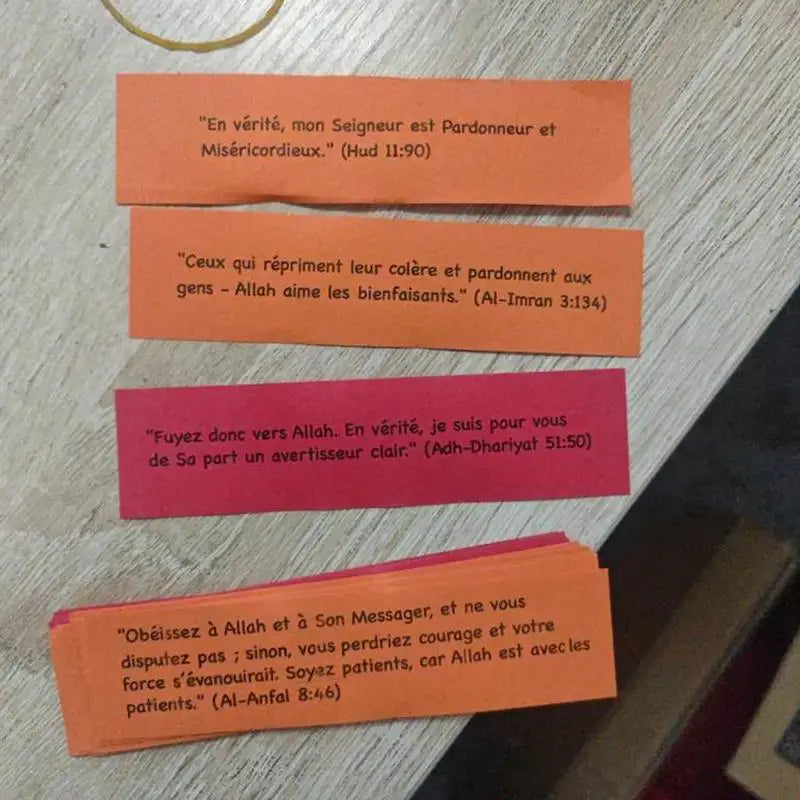 "En vérité, mon Seigneur est Pardonneur et
Miséricordieux." (Hud 11:90)
"Ceux qui répriment leur colère et pardonnent aux
gens - Allah aime les bienfaisants." (Al-Imran 3:134)
"Fuyez donc vers Allah. En vérité, je suis pour vous
de Sa part un avertisseur clair." (Adh-Dhariyat 51:50)
"Obéissez à Allah et à Son Messager, et ne vous
disputez pas ; sinon, vous perdriez courage et votre
force s'évanouirait. Soyez patients, car Allah est avec les
patients." (Al-Anfal 8:46)